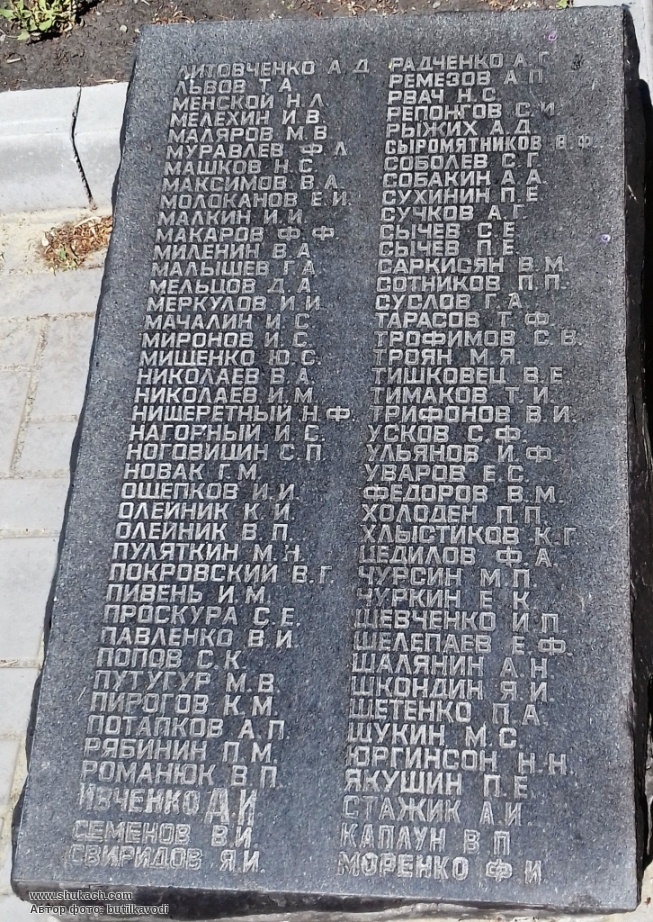 ЛИТОВЧЕНКО А.Д
ЛЬВОВ Т.А
МЕНСКОЙ Н.Л
МЕЛЕХИН И.В.
МАЛЯРОВ М.В.
МУРАВЛЕВ Ф.Л
МАШКОВ Н.С
МАКСИМОВ В.А.
МОЛОКАНОВ Е.И.
МАЛКИН И.И.
МАКАРОВ Ф.Ф.
МИЛЕНИН В.А
МАЛЫШЕВ Г.А.
МЕЛЬЦОВ Д.А
МЕРКУЛОВ И.И
МАЧАЛИН И.С.
МИРОНОВ И.С.
МИЩЕНКО Ю.С.
НИКОЛАЕВ В.А.
НИКОЛАЕВ И.М.
НИЩЕРЕТНЫЙ Н.Ф.
НАГОРНЫЙ И.С.
НОГОВИЦИН С.П.
НОВАК Г.М.
ОЩЕПКОВ И.И.
ОЛЕЙНИК К.И
ОЛЕЙНИК В.П.
ПУЛЯТКИН М.Н.
ПОКРОВСКИЙ В.Г.
ПИВЕНЬ И.М.
ПРОСКУРА С.Е.
ПАВЛЕНКО В.И.
ПОПОВ С.К.
ПУТУГУР М.В.
ПИРОГОВ К.М.
ПОТАПКОВ А.П.
РЯБИНИН П.М.
РОМАНЮК В.П.
ИВЧЕНКО Д.И
СЕМЕНОВ В.И.
СВИРИДОВ Я.И.
РАДЧЕНКО А.Г.
РЕМЕЗОВ А.П.
РВАЧ Н.С.
РЕПОНГОВ С.И.
РЫЖИХ А.Д.
СЫРОМЯТНИКОВ В.Ф.
СОБОЛЕВ С.Г.
СОБАКИН А.А.
СУХИНИН П.Е
СУЧКОВ А.Г.
СЫЧЕВ С.Е.
СЫЧЕВ П.Е.
САРКИСЯН В.М.
СОТНИКОВ П.П.
СУСЛОВ Г.А.
ТАРАСОВ Т.Ф.
ТРОФИМОВ С.В.
ТРОЯН М.Я.
ТИШКОВЕЦ В.Е.
ТИМАКОВ Т.И.
ТРИФОНОВ В.И.
УСКОВ С.Ф.
УЛЬЯНОВ И.Ф.
УВАРОВ Е.С.
ФЕДОРОВ В.М.
ХОЛОДЕН П.П.
ХЛЫСТИКОВ К.Г.
ЦЕДИЛОВ Ф.А.
ЧУРСИН М.П.
ЧУРКИН Е.К.
ШЕВЧЕНКО И.П.
ШЕЛЕПАЕВ Е.Ф.
ШАЛЯНИН А.Н
ШКОНДИН Я.И.
ШЕТЕНКО П.А.
ЩУКИН М.С.
ЮРГИНСОН Н.Н.
ЯКУШИН П.Е.
СТАЖИК А.И
КАПЛУН В.П
МОРЕНКО Ф.И.
www.shukach.com
Автор фото: butilkavodi